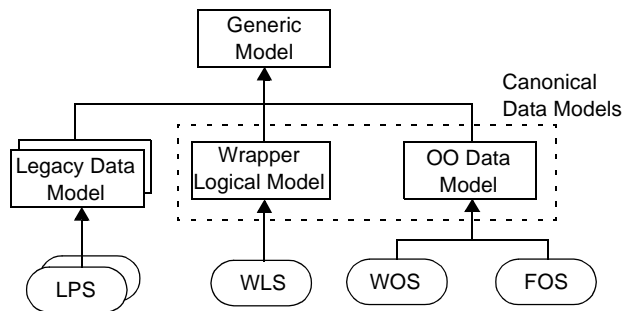 Generic
Model
Canonical
Data Models
Legacy Data
Model
Wrapper
Logical Model
OO Data
Model
LPS
WLS
WOS
FOS